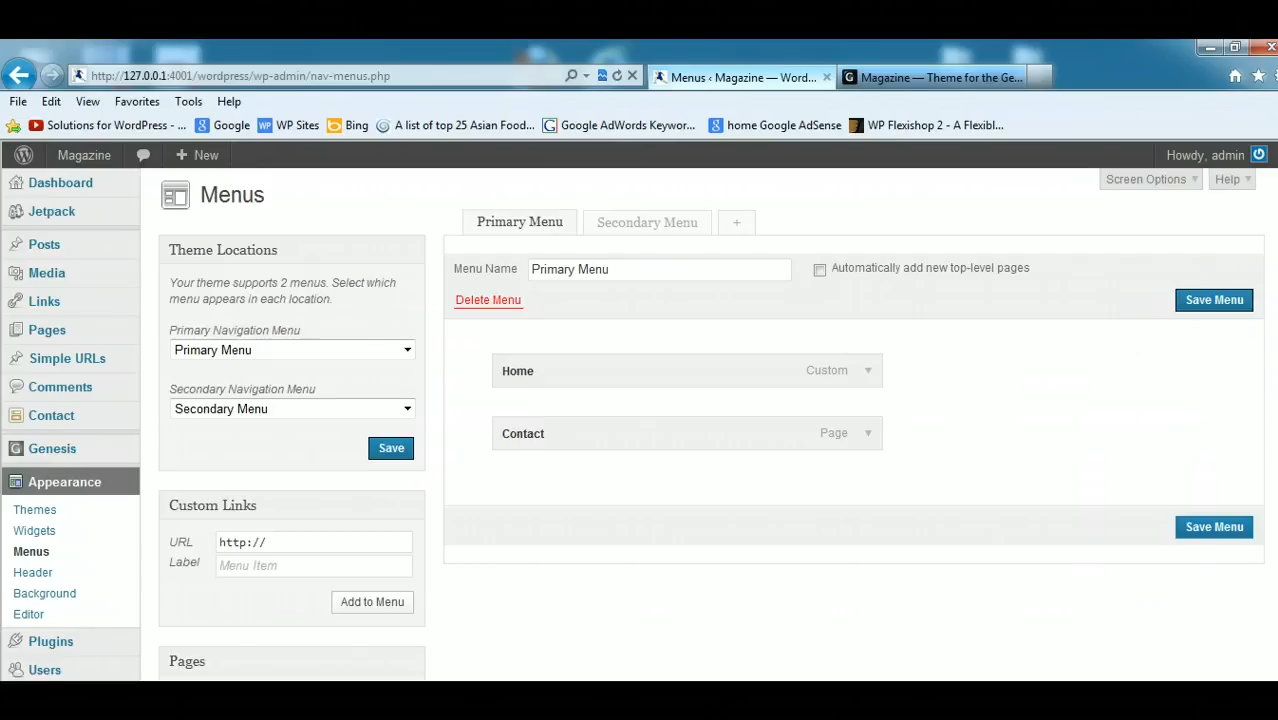 http://127.0.0.1:4001/wordpress/wp-admin/nav-menus.php
Menus ‹ Magazine — Word...
Magazine — Theme for the Ge...
File Edit View Favorites Tools Help
Solutions for WordPress - ... Google WP Sites Bing A list of top 25 Asian Food... Google AdWords Keywor... home Google AdSense WP Flexishop 2 - A Flexibl...
Magazine + New Howdy, admin
Screen Options Help
Dashboard
Jetpack
Posts
Media
Links
Pages
Simple URLs
Comments
Contact
Genesis
Appearance
Themes
Widgets
Menus
Header
Background
Editor
Plugins
Users
Menus
Theme Locations
Your theme supports 2 menus. Select which
menu appears in each location.
Primary Navigation Menu
Primary Menu
Secondary Navigation Menu
Secondary Menu
Save
Custom Links
URL http://
Label Menu Item
Add to Menu
Pages
Primary Menu Secondary Menu +
Menu Name Primary Menu Automatically add new top-level pages
Delete Menu Save Menu
Home Custom
Contact Page
Save Menu